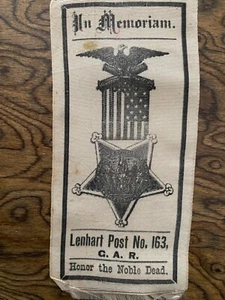 In Memoriam.
Lenhart Post No. 163,
G. A. R.
Honor the Noble Dead.